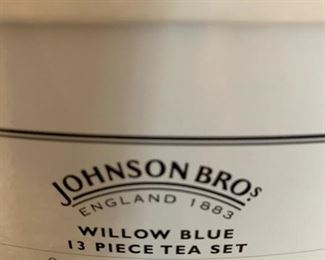 JOHNSON BROS.
ENGLAND 1883
WILLOW BLUE
13 PIECE TEA SET